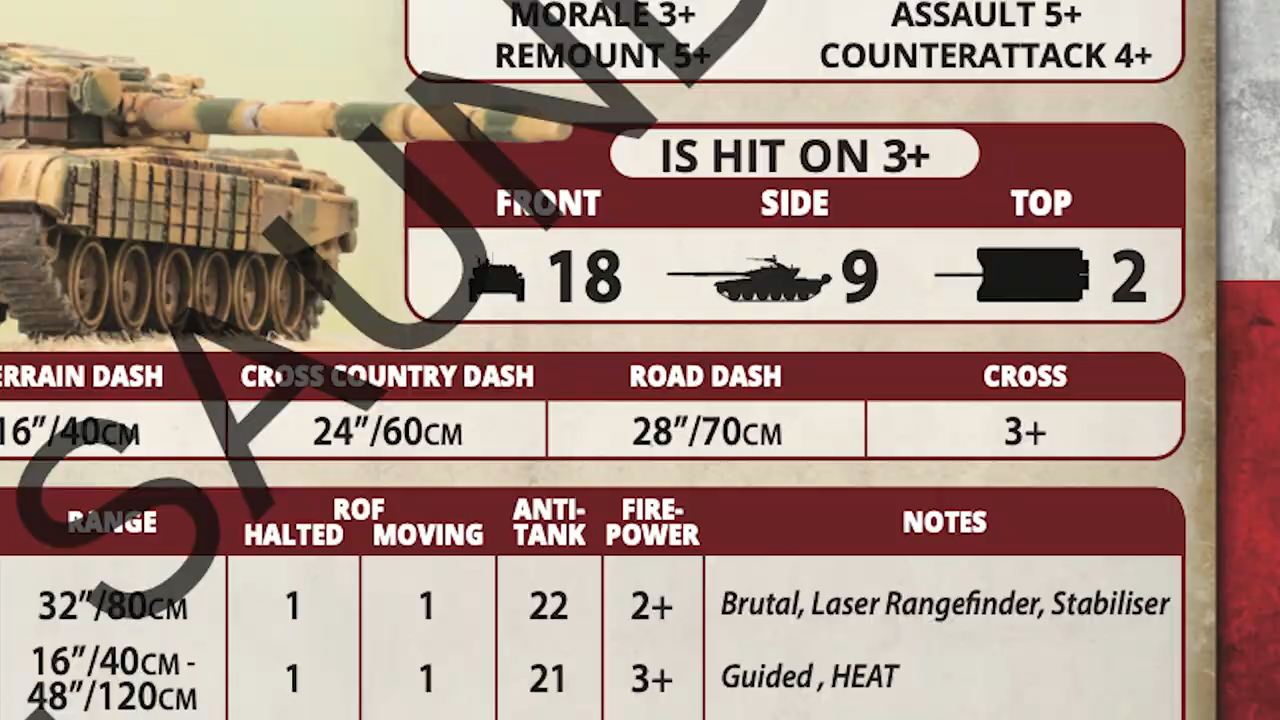 MORALE 3+ ASSAULT 5+
REMOUNT 5+ COUNTERATTACK 4+
IS HIT ON 3+
FRONT SIDE TOP
18 9 2
ERRAIN DASH CROSS COUNTRY DASH ROAD DASH CROSS
16”/40CM 24”/60CM 28”/70CM 3+
RANGE ROF HALTED MOVING ANTI-TANK FIRE-POWER NOTES
32”/80CM 1 1 22 2+ Brutal, Laser Rangefinder, Stabiliser
16”/40CM - 48”/120CM 1 1 21 3+ Guided , HEAT
SAUND